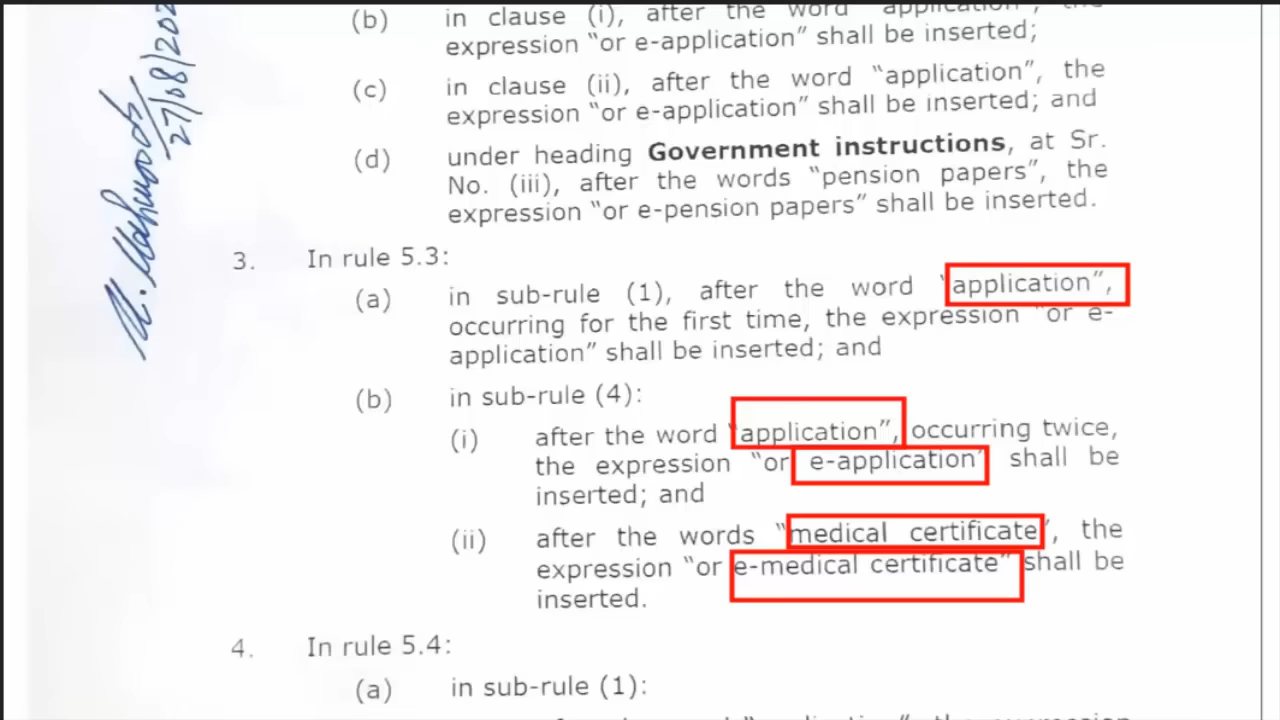 (b) in clause (i), after the word "application", the
expression "or e-application" shall be inserted;
(c) in clause (ii), after the word "application", the
expression "or e-application" shall be inserted; and
(d) under heading Government instructions, at Sr.
No. (iii), after the words "pension papers", the
expression "or e-pension papers" shall be inserted.
3. In rule 5.3:
(a) in sub-rule (1), after the word "application",
occurring for the first time, the expression "or e-
application" shall be inserted; and
(b) in sub-rule (4):
(i) after the word "application", occurring twice,
the expression "or e-application" shall be
inserted; and
(ii) after the words "medical certificate", the
expression "or e-medical certificate" shall be
inserted.
4. In rule 5.4:
(a) in sub-rule (1):
27/08/202